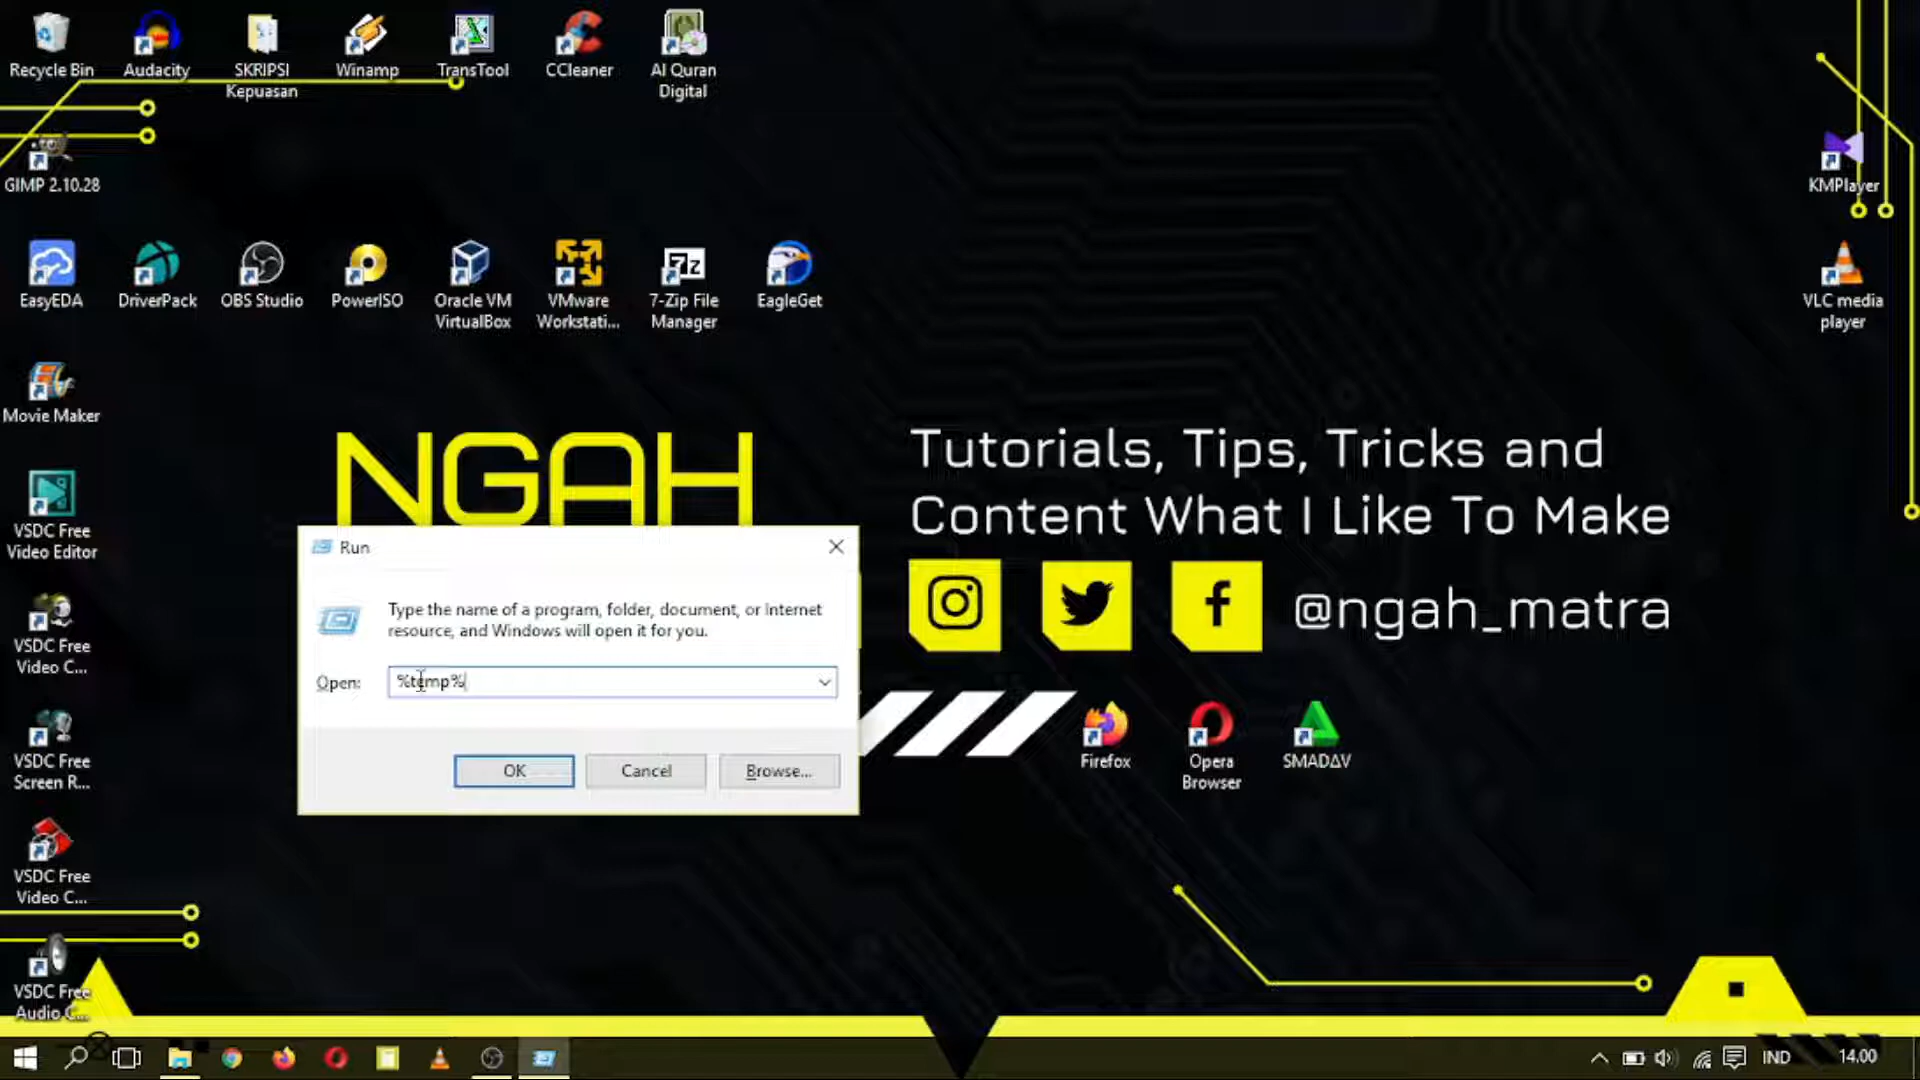 Recycle Bin
Audacity
SKRIPSI
Kepuasan
Winamp
TransTool
CCleaner
Al Quran
Digital
GIMP 2.10.28
KMPlayer
EasyEDA
DriverPack
OBS Studio
PowerISO
Oracle VM
VirtualBox
VMware
Workstati...
7z
7-Zip File
Manager
EagleGet
VLC media
player
Movie Maker
NGAH
Tutorials, Tips, Tricks and
Content What I Like To Make
@ngah_matra
VSDC Free
Video Editor
VSDC Free
Video C...
VSDC Free
Screen R...
VSDC Free
Video C...
VSDC Free
Audio C...
Run
Type the name of a program, folder, document, or Internet
resource, and Windows will open it for you.
Open:
%temp%
OK
Cancel
Browse...
Firefox
Opera
Browser
SMADΔV
IND
14.00